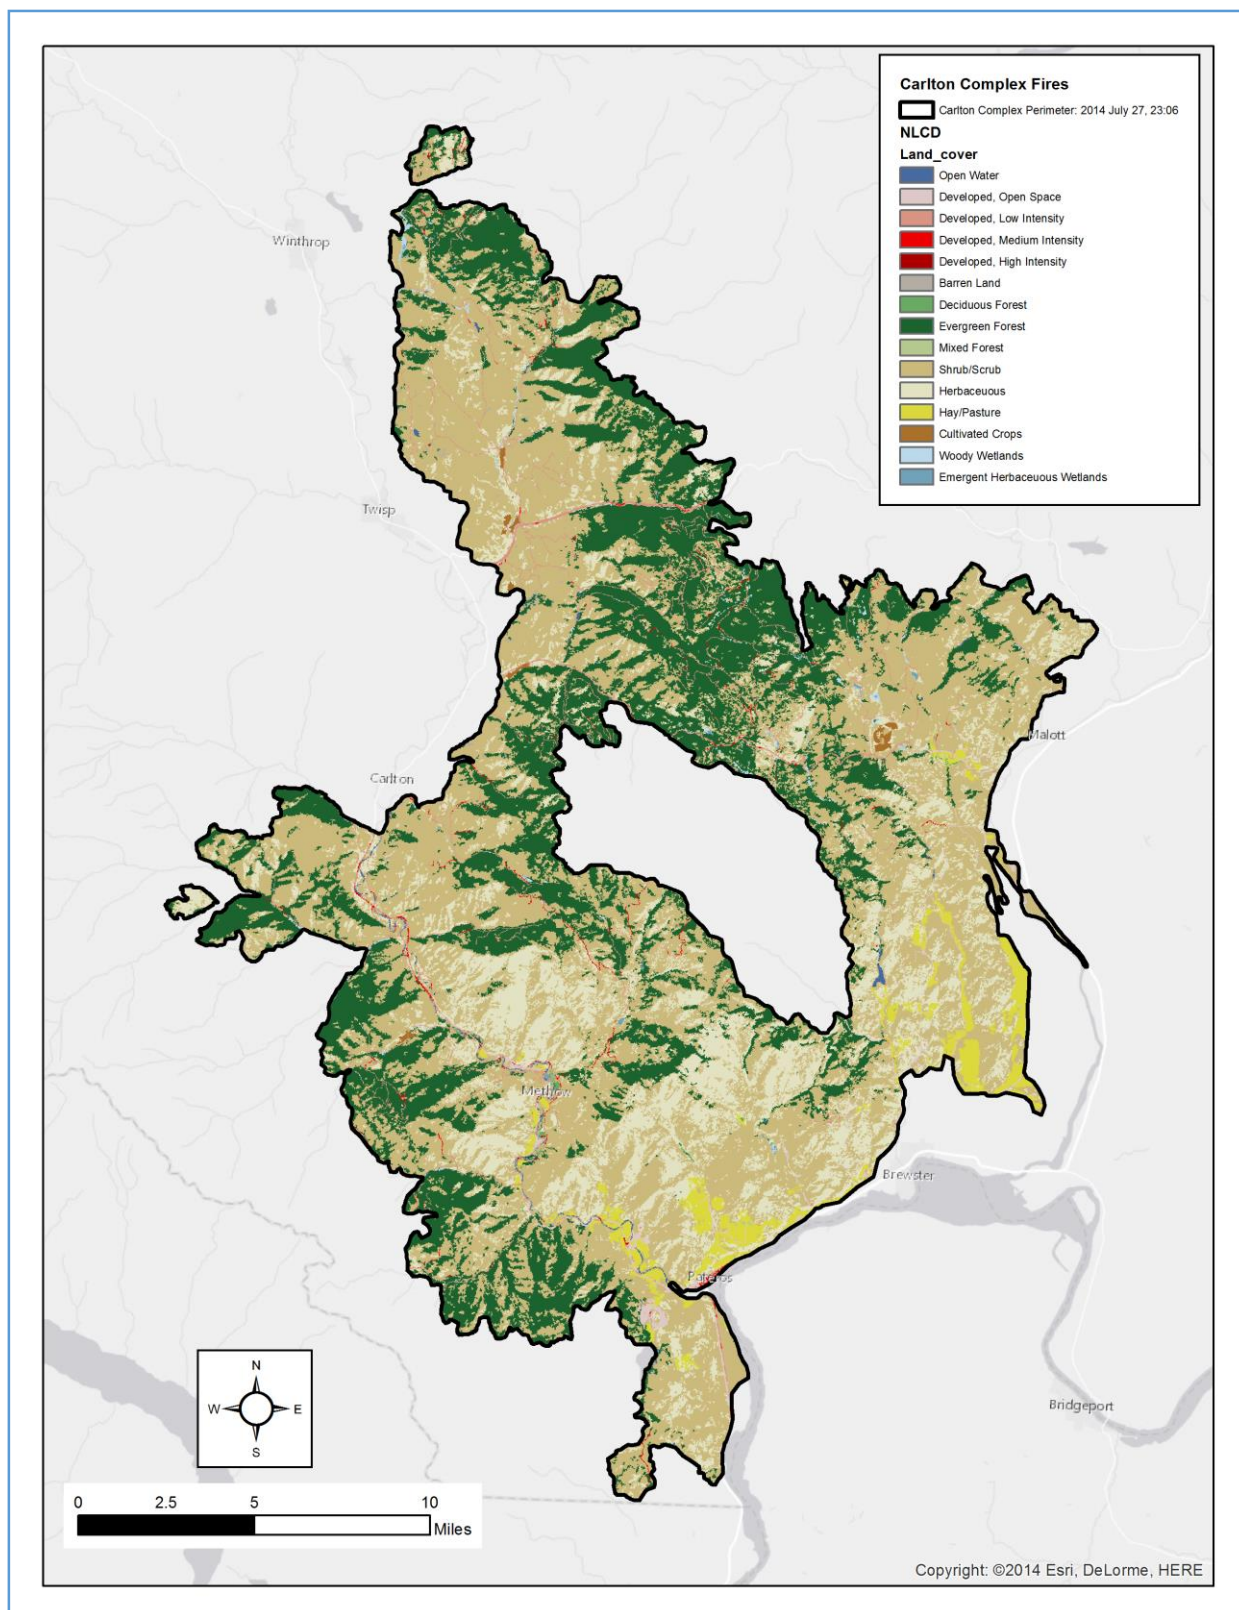 Carlton Complex Fires
Carlton Complex Perimeter: 2014 July 27, 23:06
NLCD
Land_cover
Open Water
Developed, Open Space
Developed, Low Intensity
Developed, Medium Intensity
Developed, High Intensity
Barren Land
Deciduous Forest
Evergreen Forest
Mixed Forest
Shrub/Scrub
Herbaceuous
Hay/Pasture
Cultivated Crops
Woody Wetlands
Emergent Herbaceuous Wetlands
Winthrop
Twisp
Malott
Carlton
Methow
Brewster
Pateros
Bridgeport
N
W E
S
0 2.5 5 10
Miles
Copyright: ©2014 Esri, DeLorme, HERE